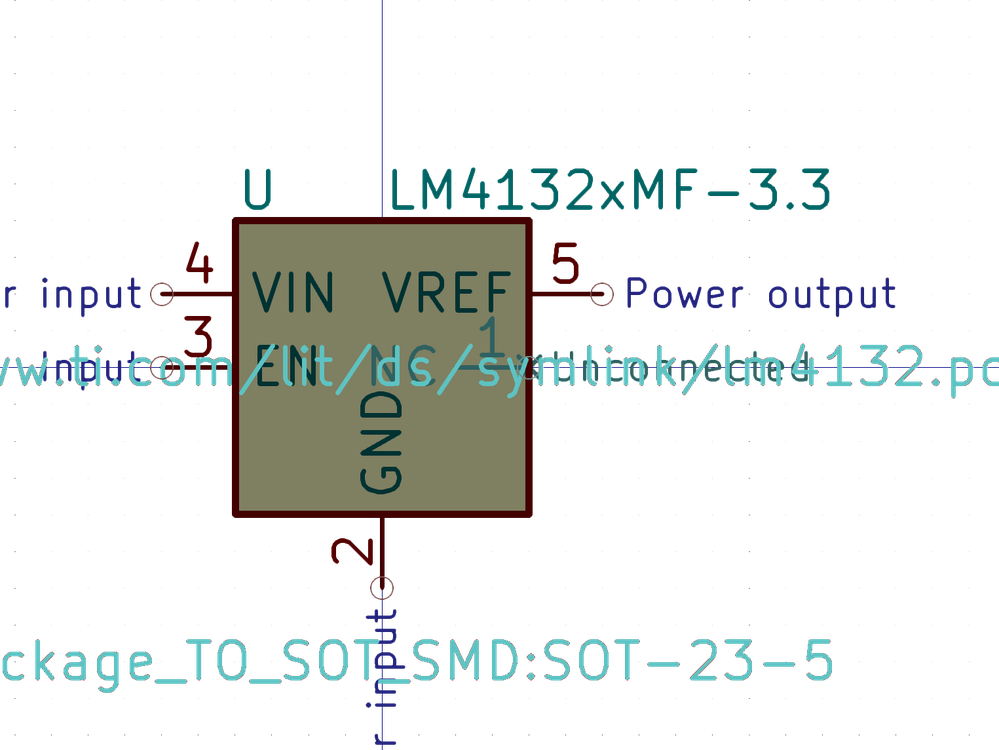 U LM4132xMF-3.3
4 5
r input VIN VREF Power output
3 1
Input EN NC Unconnected
ww.ti.com/lit/ds/symlink/lm4132.pd
GND
2
r input
ckage_TO_SOT_SMD:SOT-23-5